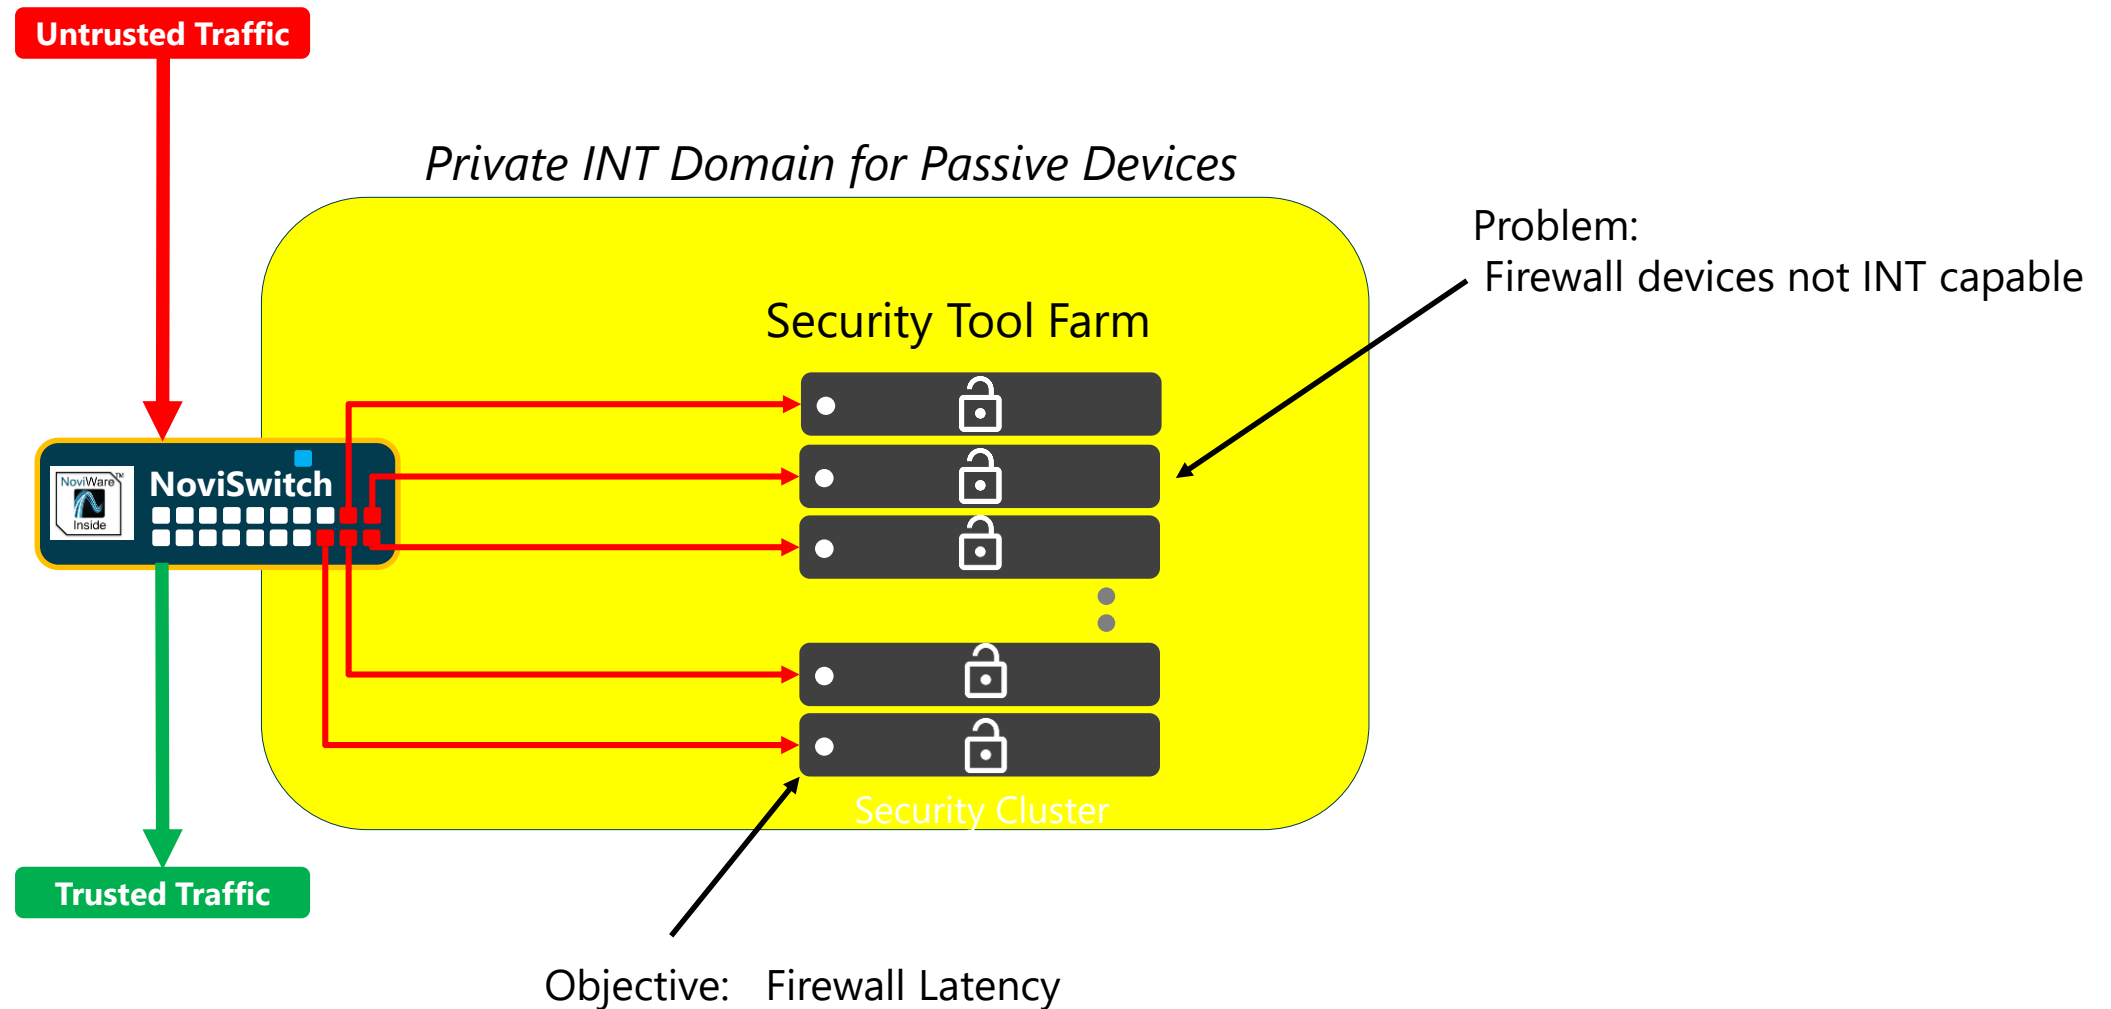 Untrusted Traffic
Private INT Domain for Passive Devices
Problem:
Firewall devices not INT capable
Security Tool Farm
NoviWare™
Inside
NoviSwitch
Security Cluster
Trusted Traffic
Objective: Firewall Latency